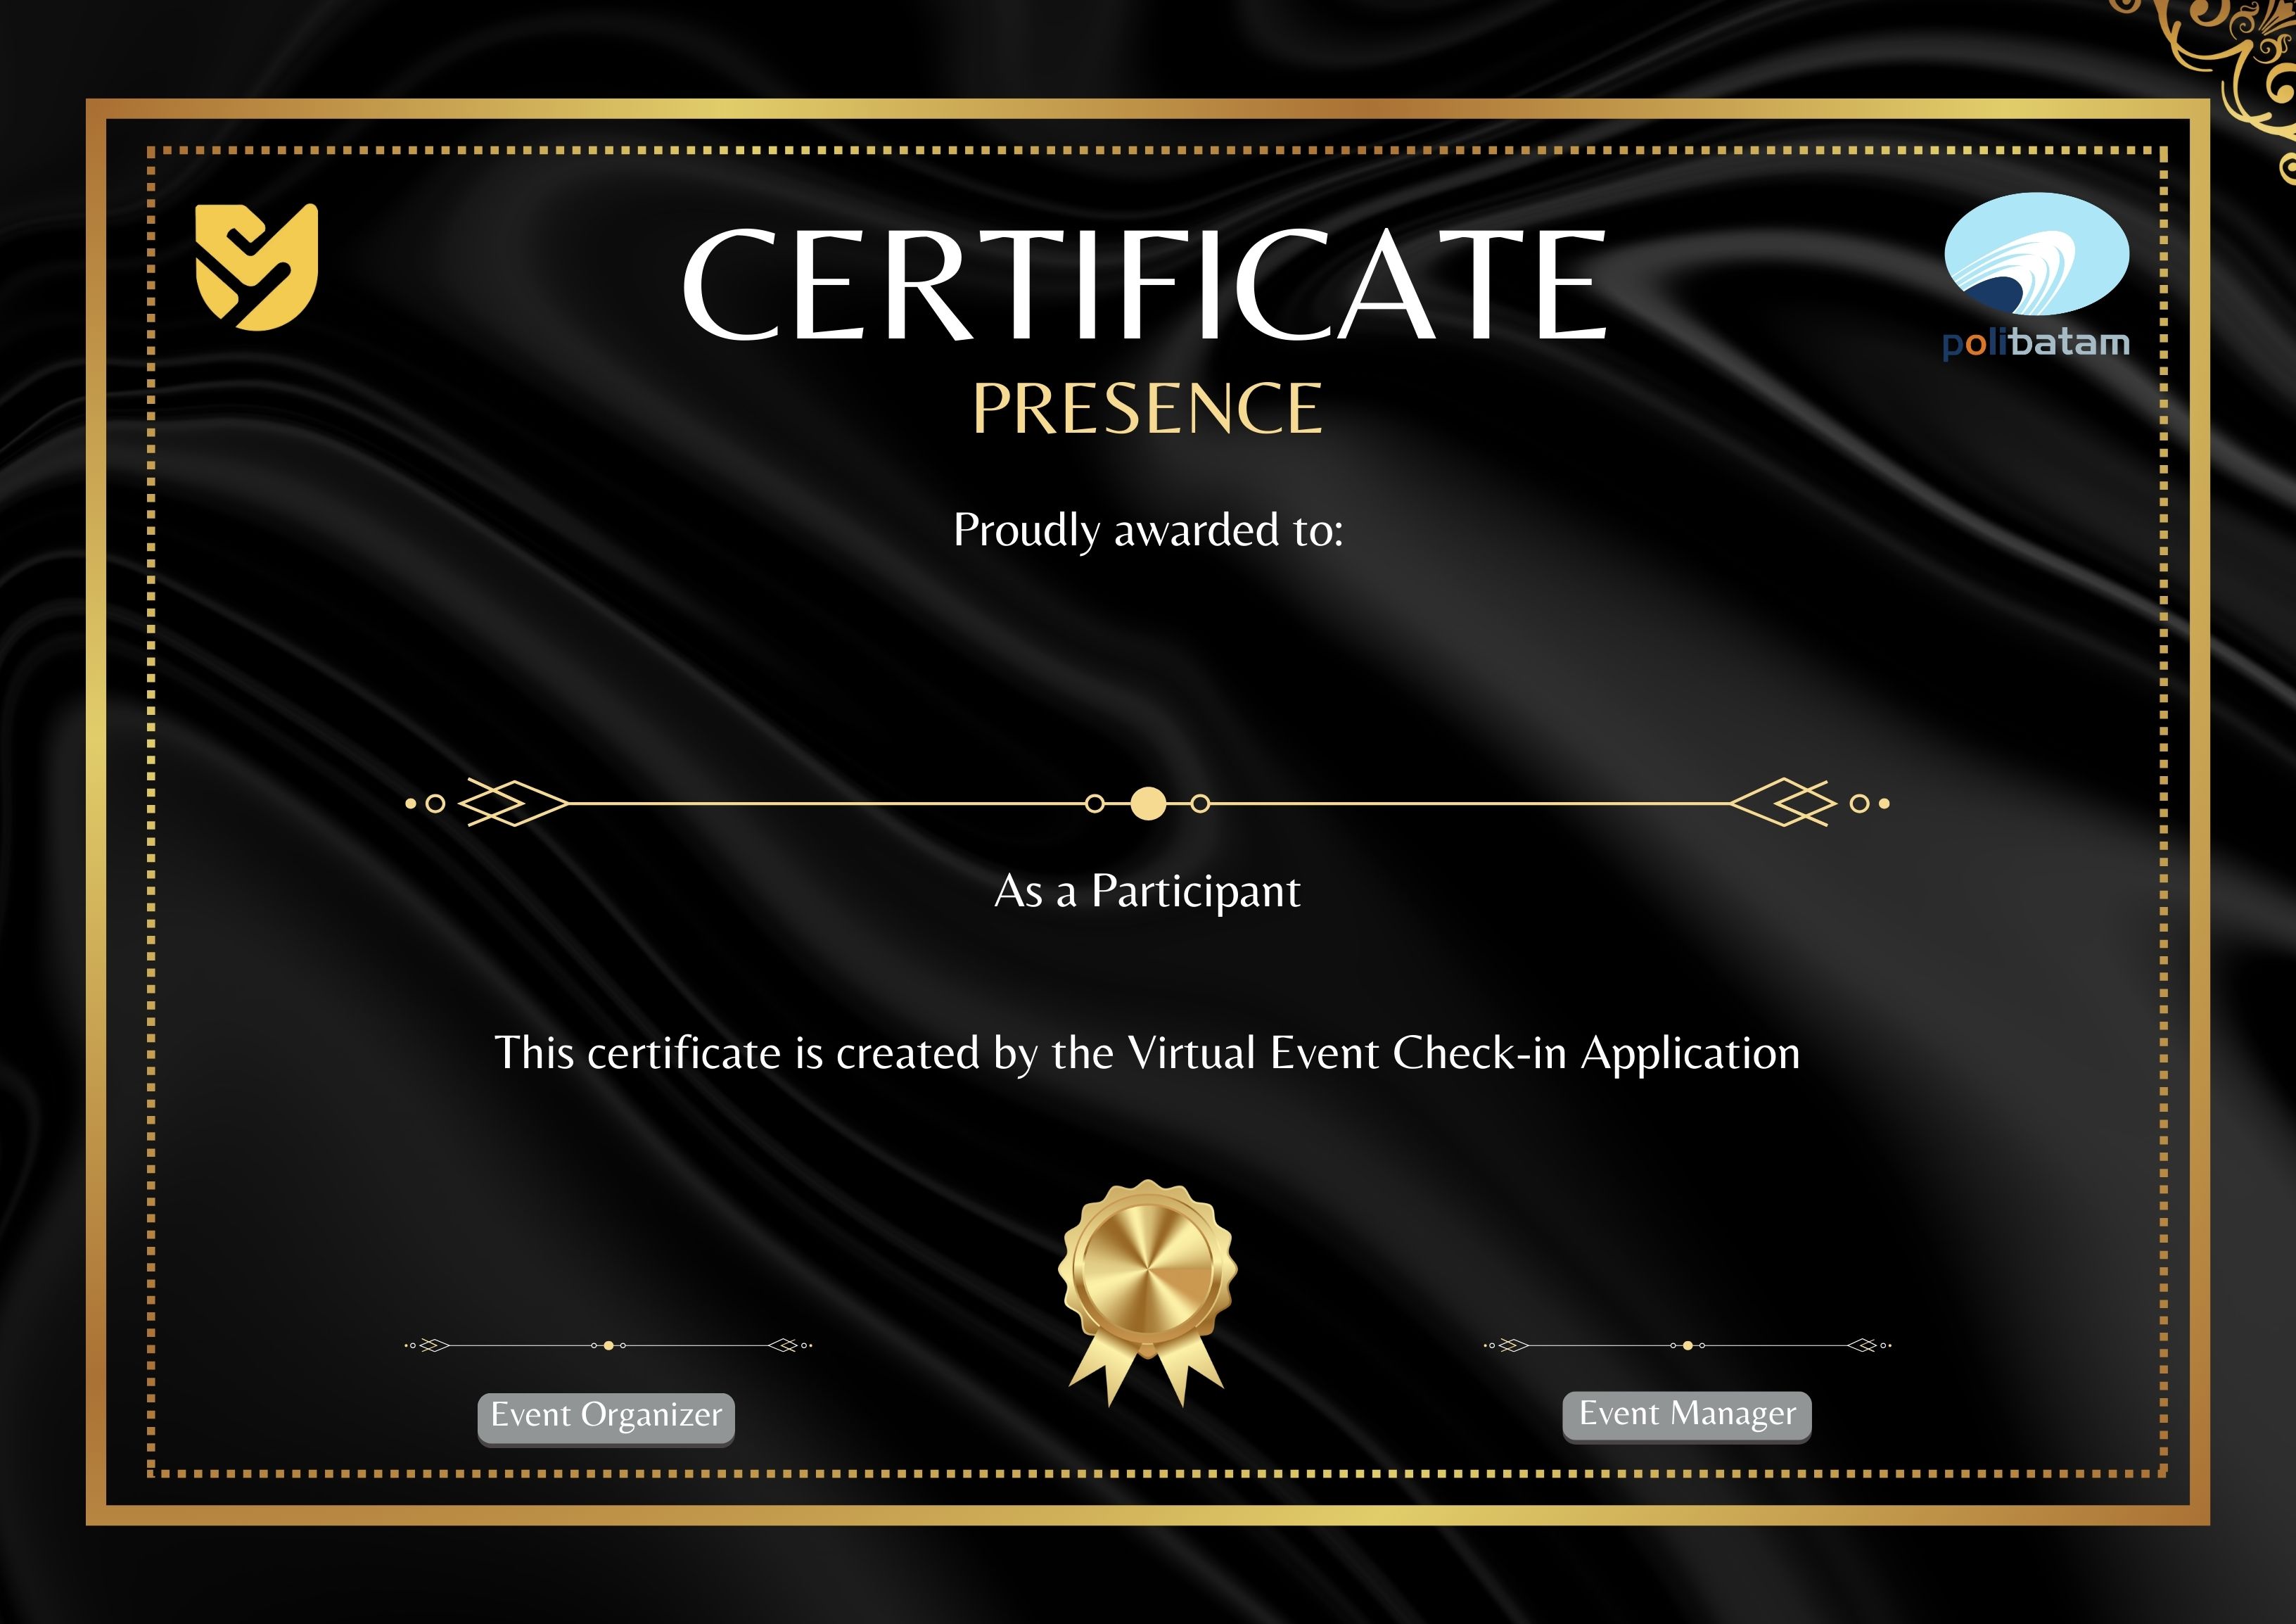 CERTIFICATE
polibatam
PRESENCE
Proudly awarded to:
As a Participant
This certificate is created by the Virtual Event Check-in Application
Event Organizer
Event Manager